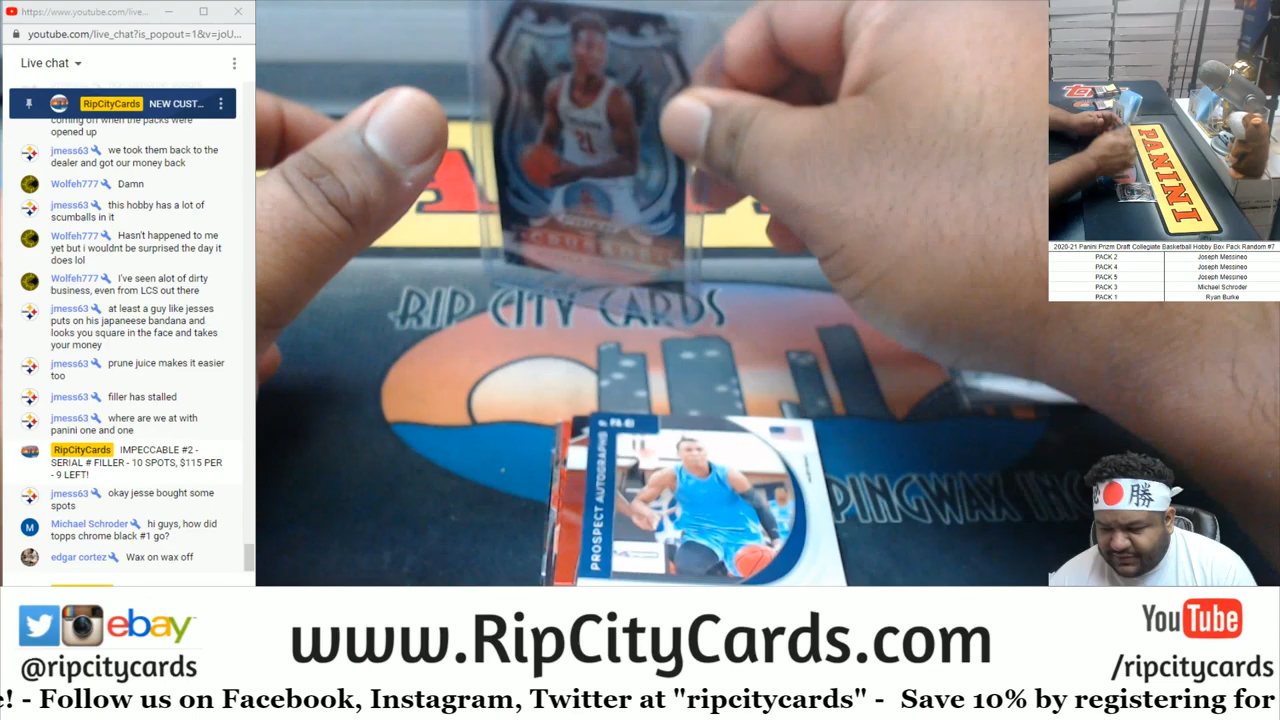 https://www.youtube.com/live...
youtube.com/live_chat?is_popout=1&v=joU...
Live chat
RipCityCards NEW CUST...
coming off when the packs were
opened up
jmess63 we took them back to the
dealer and got our money back
Wolfeh777 Damn
jmess63 this hobby has a lot of
scumballs in it
Wolfeh777 Hasn't happened to me
yet but i wouldnt be surprised the day it
does lol
Wolfeh777 I've seen alot of dirty
business, even from LCS out there
jmess63 at least a guy like jesses
puts on his japaneese bandana and
looks you square in the face and takes
your money
jmess63 prune juice makes it easier
too
jmess63 filler has stalled
jmess63 where are we at with
panini one and one
RipCityCards IMPECCABLE #2 -
SERIAL # FILLER - 10 SPOTS, $115 PER
- 9 LEFT!
jmess63 okay jesse bought some
spots
M
Michael Schroder hi guys, how did
topps chrome black #1 go?
edgar cortez Wax on wax off
21
RIP CITY CARDS
PROSPECT AUTOGRAPHS
PANINI
2020-21 Panini Prizm Draft Collegiate Basketball Hobby Box Pack Random #7
PACK 2 Joseph Messineo
PACK 4 Joseph Messineo
PACK 5 Joseph Messineo
PACK 3 Michael Schroder
PACK 1 Ryan Burke
勝
ebay
@ripcitycards
www.RipCityCards.com
YouTube
/ripcitycards
e! - Follow us on Facebook, Instagram, Twitter at "ripcitycards" - Save 10% by registering for